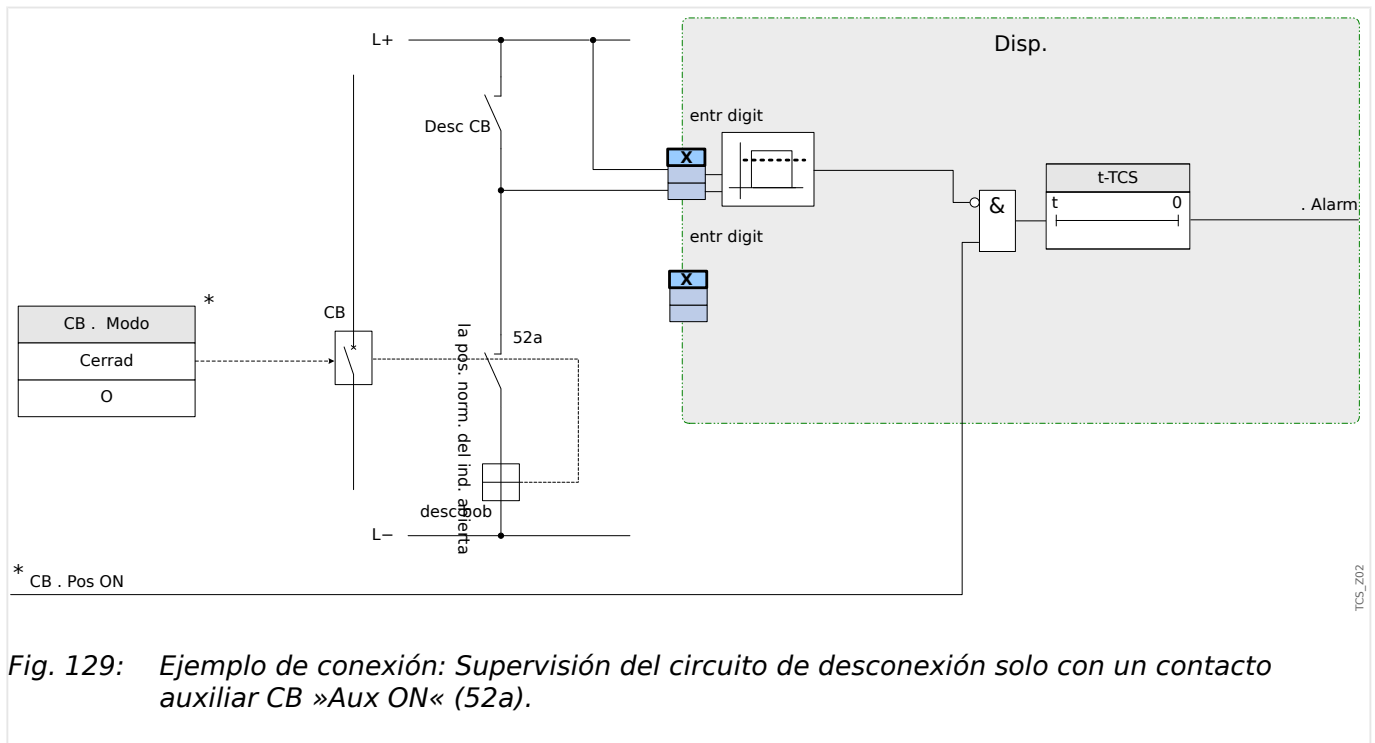 L+
Disp.
entr digit
Desc CB
X
t-TCS
t 0
&
. Alarm
entr digit
X
*
CB . Modo
Cerrad
O
CB
52a
la pos. norm. del ind. abierta
L−
* CB . Pos ON
TCS_Z02
Fig. 129: Ejemplo de conexión: Supervisión del circuito de desconexión solo con un contacto
auxiliar CB »Aux ON« (52a).